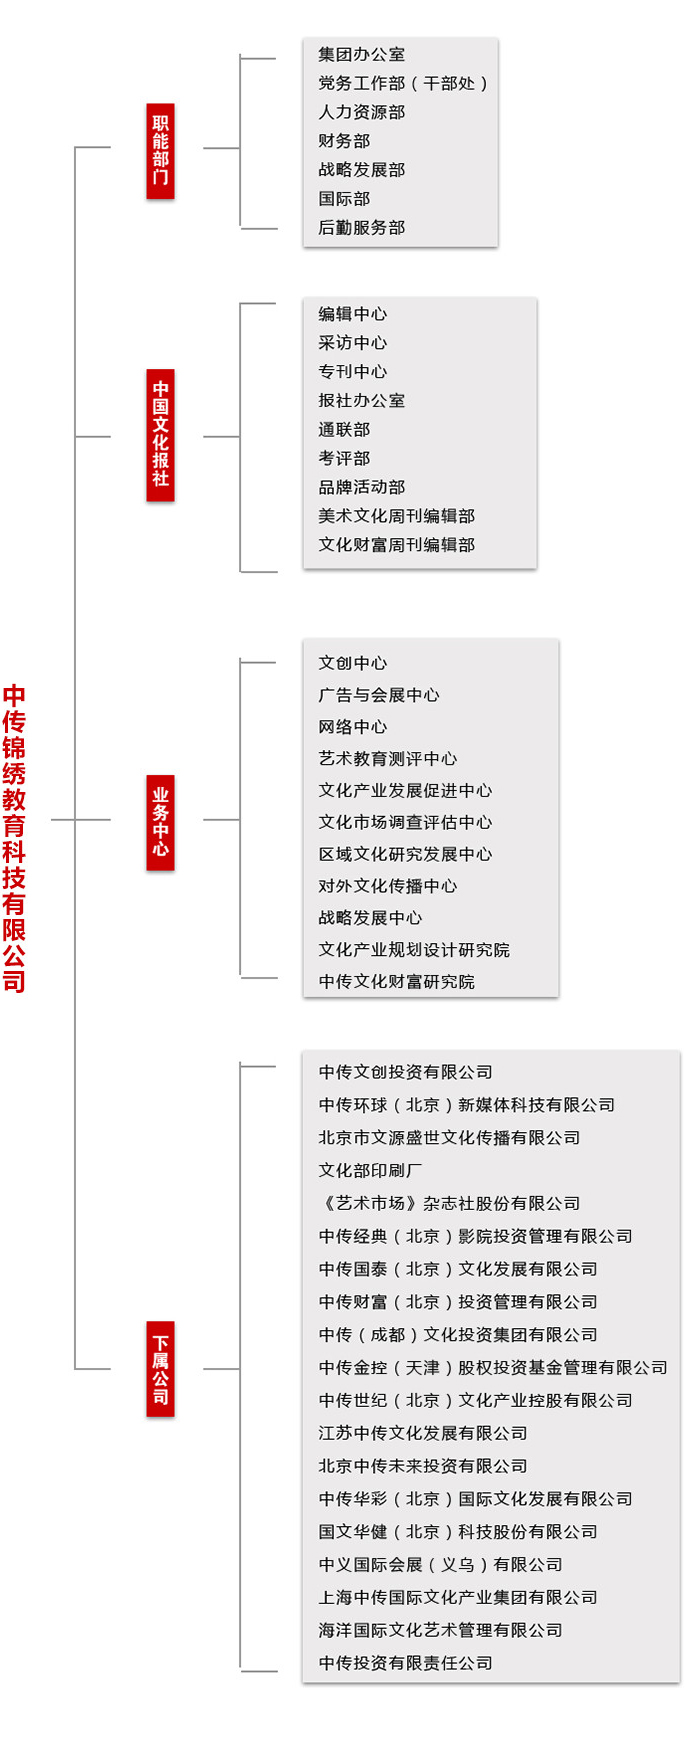 中传锦绣教育科技有限公司
职能部门
集团办公室
党务工作部（干部处）
人力资源部
财务部
战略发展部
国际部
后勤服务部
中国文化报社
编辑中心
采访中心
专刊中心
报社办公室
通联部
考评部
品牌活动部
美术文化周刊编辑部
文化财富周刊编辑部
业务中心
文创中心
广告与会展中心
网络中心
艺术教育测评中心
文化产业发展促进中心
文化市场调查评估中心
区域文化研究发展中心
对外文化传播中心
战略发展中心
文化产业规划设计研究院
中传文化财富研究院
下属公司
中传文创投资有限公司
中传环球（北京）新媒体科技有限公司
北京市文源盛世文化传播有限公司
文化部印刷厂
《艺术市场》杂志社股份有限公司
中传经典（北京）影院投资管理有限公司
中传国泰（北京）文化发展有限公司
中传财富（北京）投资管理有限公司
中传（成都）文化投资集团有限公司
中传金控（天津）股权投资基金管理有限公司
中传世纪（北京）文化产业控股有限公司
江苏中传文化发展有限公司
北京中传未来投资有限公司
中传华彩（北京）国际文化发展有限公司
国文华健（北京）科技股份有限公司
中义国际会展（义乌）有限公司
上海中传国际文化产业集团有限公司
海洋国际文化艺术管理有限公司
中传投资有限责任公司